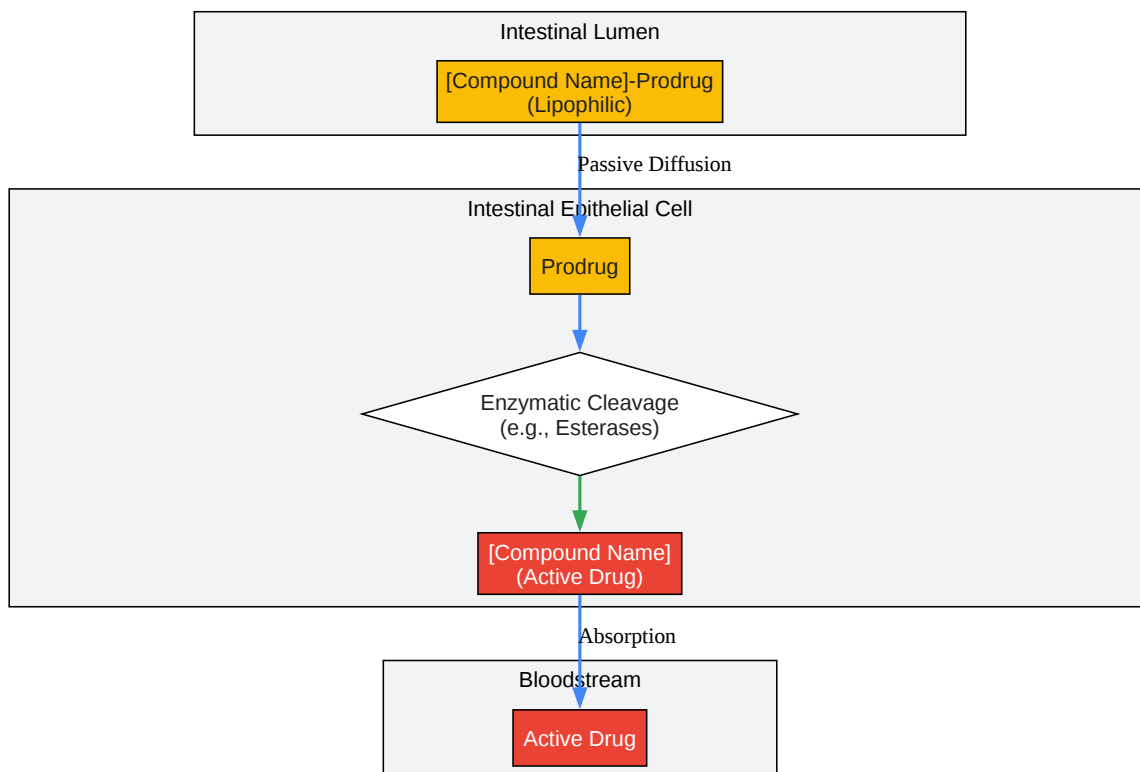 Intestinal Lumen
[Compound Name]-Prodrug
(Lipophilic)
Passive Diffusion
Intestinal Epithelial Cell
Prodrug
Enzymatic Cleavage
(e.g., Esterases)
[Compound Name]
(Active Drug)
Absorption
Bloodstream
Active Drug